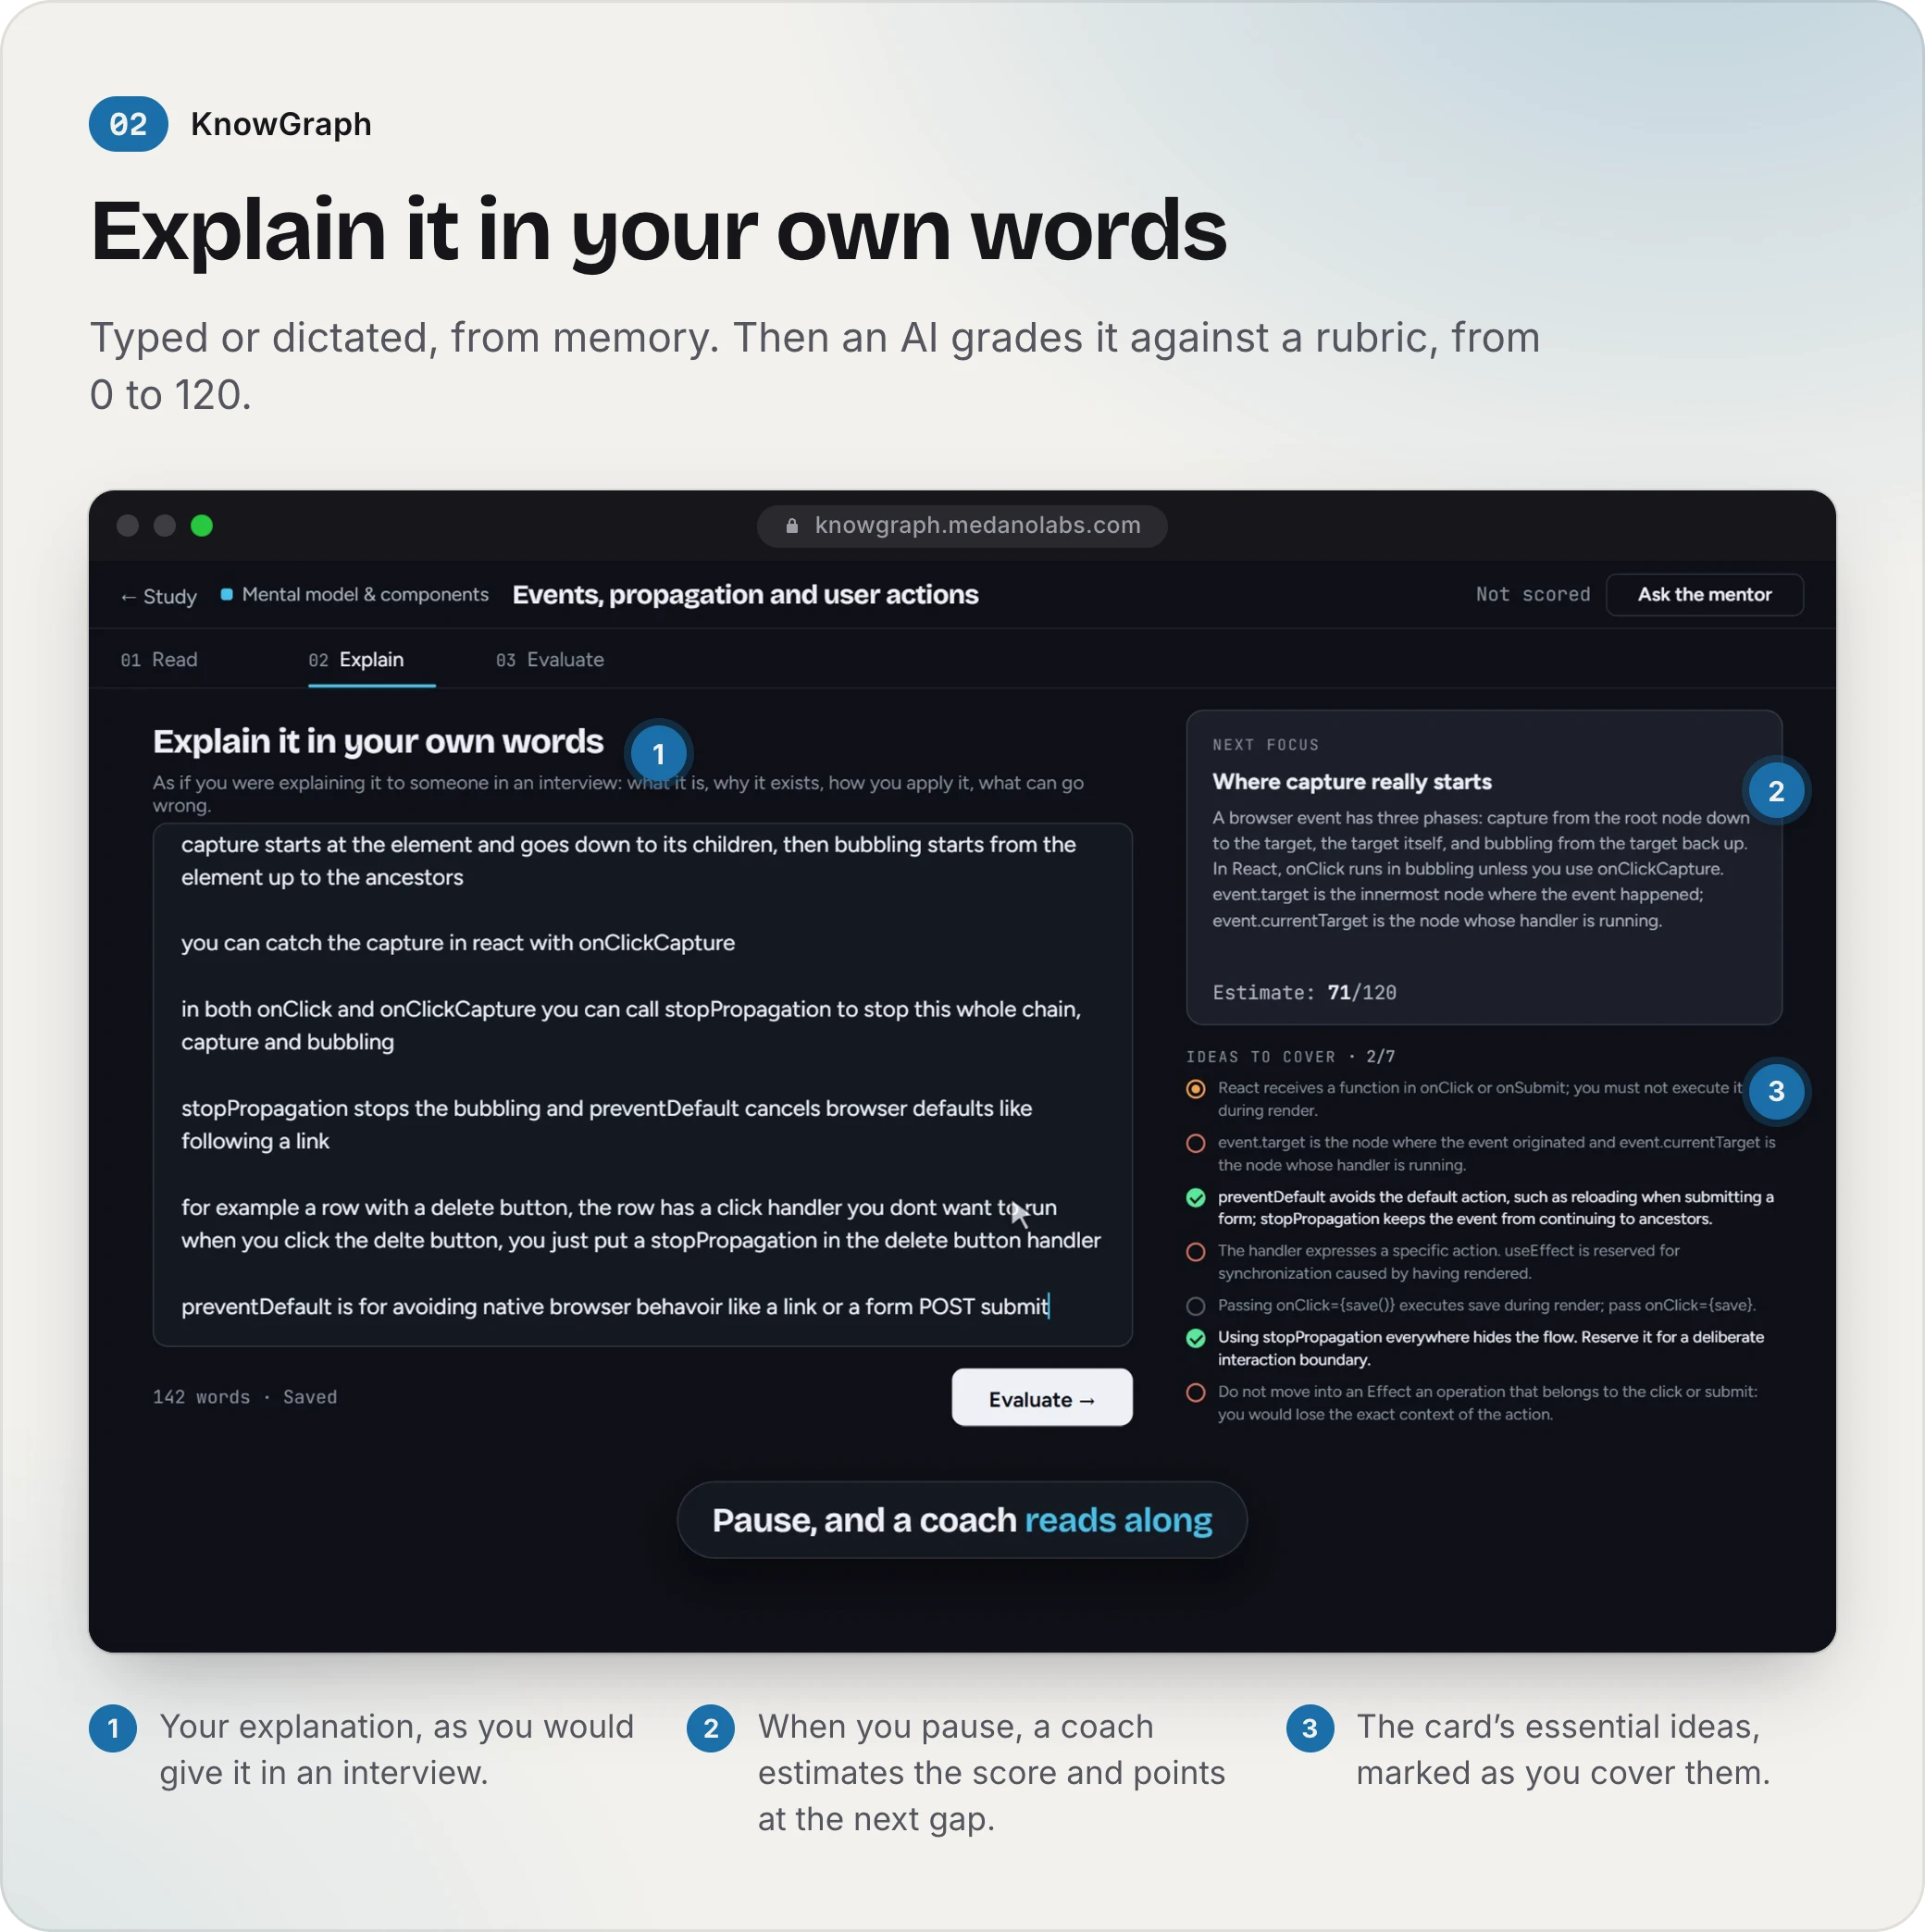 02 KnowGraph
Explain it in your own words
Typed or dictated, from memory. Then an AI grades it against a rubric, from
0 to 120.
knowgraph.medanolabs.com
← Study Mental model & components Events, propagation and user actions Not scored Ask the mentor
01 Read 02 Explain 03 Evaluate
Explain it in your own words
1
As if you were explaining it to someone in an interview: what it is, why it exists, how you apply it, what can go
wrong.
capture starts at the element and goes down to its children, then bubbling starts from the
element up to the ancestors
you can catch the capture in react with onClickCapture
in both onClick and onClickCapture you can call stopPropagation to stop this whole chain,
capture and bubbling
stopPropagation stops the bubbling and preventDefault cancels browser defaults like
following a link
for example a row with a delete button, the row has a click handler you dont want to run
when you click the delte button, you just put a stopPropagation in the delete button handler
preventDefault is for avoiding native browser behavoir like a link or a form POST submit
142 words · Saved
Evaluate →
NEXT FOCUS
Where capture really starts
2
A browser event has three phases: capture from the root node down
to the target, the target itself, and bubbling from the target back up.
In React, onClick runs in bubbling unless you use onClickCapture.
event.target is the innermost node where the event happened;
event.currentTarget is the node whose handler is running.
Estimate: 71/120
IDEAS TO COVER · 2/7
3
React receives a function in onClick or onSubmit; you must not execute it
during render.
event.target is the node where the event originated and event.currentTarget is
the node whose handler is running.
preventDefault avoids the default action, such as reloading when submitting a
form; stopPropagation keeps the event from continuing to ancestors.
The handler expresses a specific action. useEffect is reserved for
synchronization caused by having rendered.
Passing onClick={save()} executes save during render; pass onClick={save}.
Using stopPropagation everywhere hides the flow. Reserve it for a deliberate
interaction boundary.
Do not move into an Effect an operation that belongs to the click or submit:
you would lose the exact context of the action.
Pause, and a coach reads along
1 Your explanation, as you would
give it in an interview.
2 When you pause, a coach
estimates the score and points
at the next gap.
3 The card's essential ideas,
marked as you cover them.